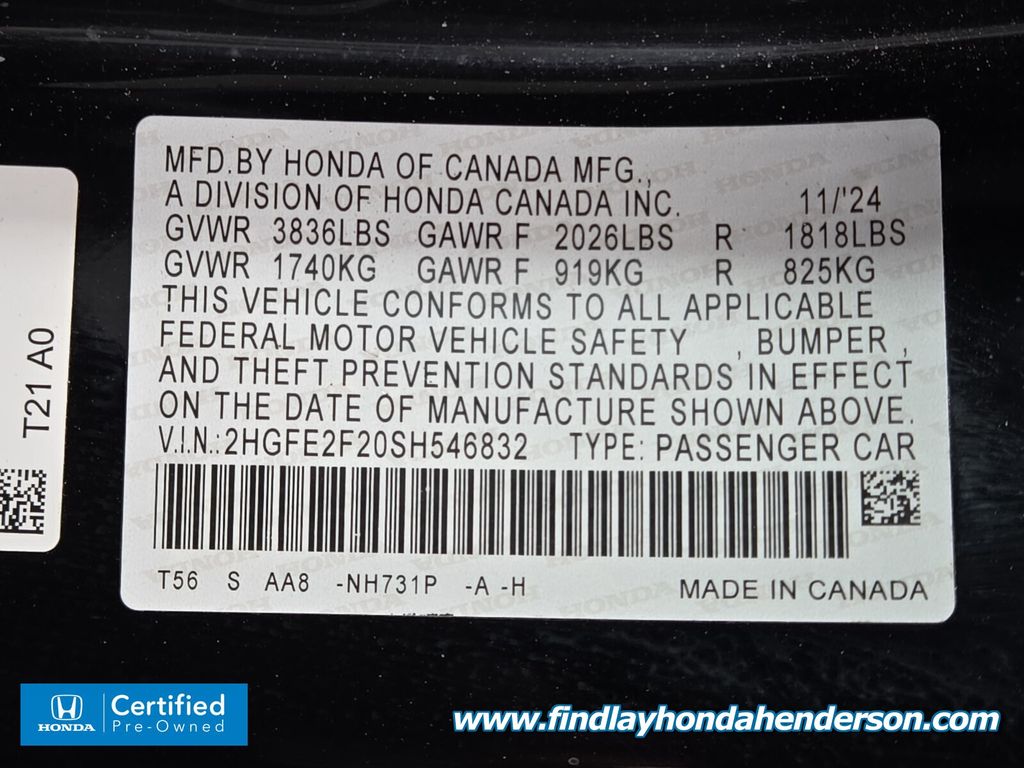 MFD.BY HONDA OF CANADA MFG.,
A DIVISION OF HONDA CANADA INC. 11/'24
GVWR 3836LBS GAWR F 2026LBS R 1818LBS
GVWR 1740KG GAWR F 919KG R 825KG
THIS VEHICLE CONFORMS TO ALL APPLICABLE
FEDERAL MOTOR VEHICLE SAFETY , BUMPER ,
AND THEFT PREVENTION STANDARDS IN EFFECT
ON THE DATE OF MANUFACTURE SHOWN ABOVE.
V.I.N.:2HGFE2F20SH546832 TYPE: PASSENGER CAR
T56 S AA8 -NH731P -A -H
MADE IN CANADA
T21 A0
HONDA
Certified
Pre-Owned
www.findlayhondahenderson.com